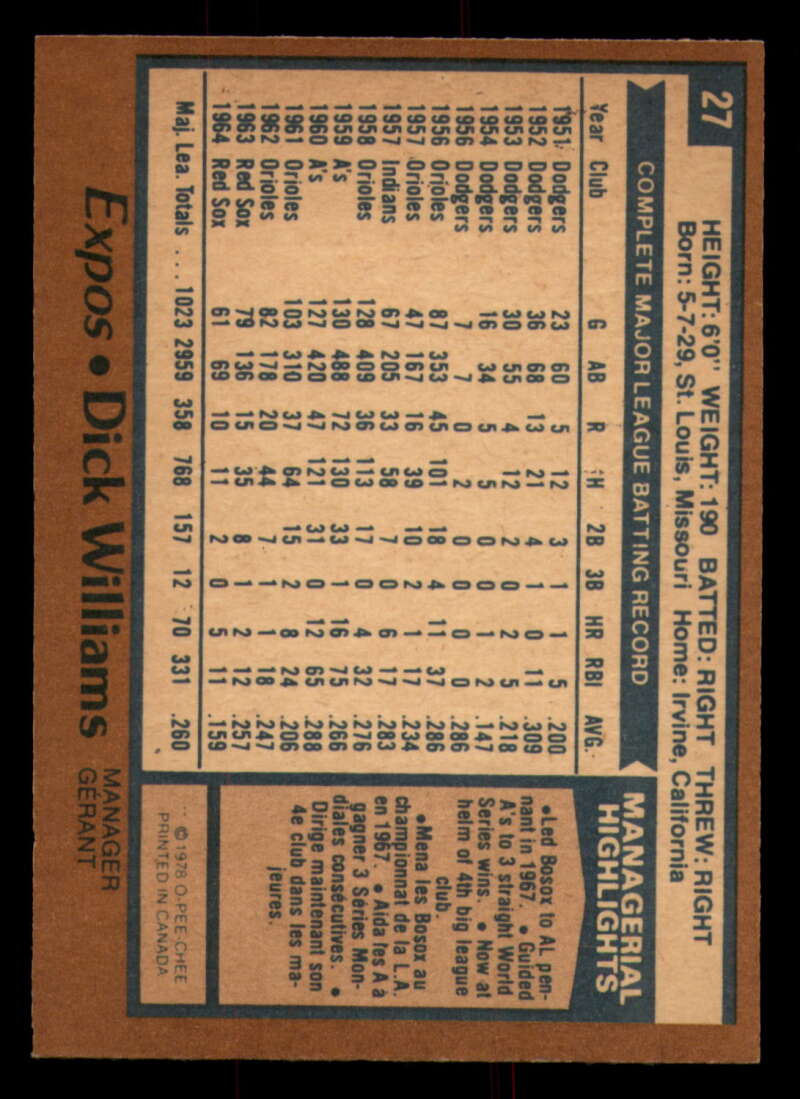 27
HEIGHT: 6'0" WEIGHT: 190 BATTED: RIGHT THREW: RIGHT
Born: 5-7-29, St. Louis, Missouri Home: Irvine, California
COMPLETE MAJOR LEAGUE BATTING RECORD
Year Club G AB R H 2B 3B HR RBI AVG.
1951 Dodgers 23 60 5 12 3 1 1 5 .200
1952 Dodgers 36 68 13 21 4 1 0 11 .309
1953 Dodgers 30 55 4 12 2 0 2 5 .218
1954 Dodgers 16 34 5 5 0 0 1 2 .147
1956 Dodgers 7 7 0 2 0 0 0 0 .286
1956 Orioles 87 353 45 101 18 4 11 37 .286
1957 Orioles 47 167 16 39 10 2 1 17 .234
1957 Indians 67 205 33 58 7 0 6 17 .283
1958 Orioles 128 409 36 113 17 0 4 32 .276
1959 A's 130 488 72 130 33 1 16 75 .266
1960 A's 127 420 47 121 31 0 12 65 .288
1961 Orioles 103 310 37 64 15 2 8 24 .206
1962 Orioles 82 178 20 44 7 1 1 18 .247
1963 Red Sox 79 136 15 35 8 1 2 12 .257
1964 Red Sox 61 69 10 11 2 0 5 11 .159
Maj. Lea. Totals . . . . 1023 2959 358 768 157 12 70 331 .260
MANAGERIAL
HIGHLIGHTS
•Led Bosox to AL pen-
nant in 1967. • Guided
A's to 3 straight World
Series wins. • Now at
helm of 4th big league
club.
•Mena les Bosox au
championnat de la L.A.
en 1967. • Aida les A à
gagner 3 Séries Mon-
diales consécutives. •
Dirige maintenant son
4e club dans les ma-
jeures.
© 1978 O-PEE-CHEE
PRINTED IN CANADA
Expos • Dick Williams
MANAGER
GÉRANT